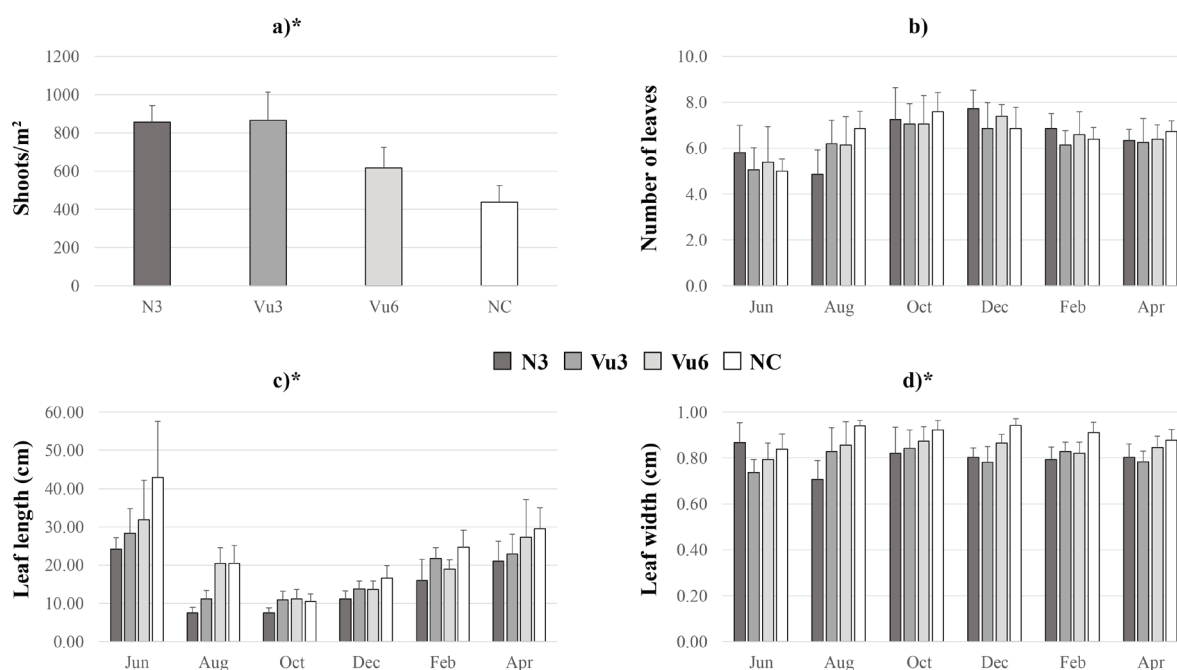 a)*
Shoots/m²
1200
1000
800
600
400
200
0
N3 Vu3 Vu6 NC
b)
Number of leaves
10.0
8.0
6.0
4.0
2.0
0.0
Jun Aug Oct Dec Feb Apr
N3 Vu3 Vu6 NC
c)*
Leaf length (cm)
60.00
50.00
40.00
30.00
20.00
10.00
0.00
Jun Aug Oct Dec Feb Apr
d)*
Leaf width (cm)
1.00
0.80
0.60
0.40
0.20
0.00
Jun Aug Oct Dec Feb Apr